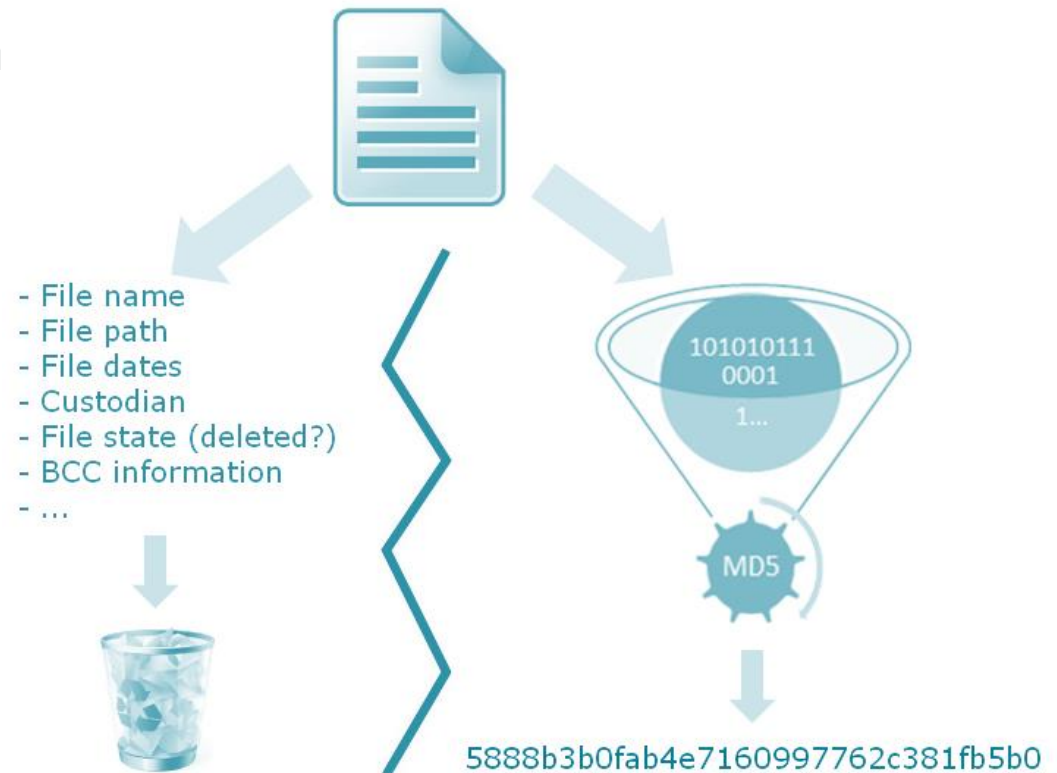 - File name
- File path
- File dates
- Custodian
- File state (deleted?)
- BCC information
- ...
101010111
0001
1...
MD5
5888b3b0fab4e7160997762c381fb5b0